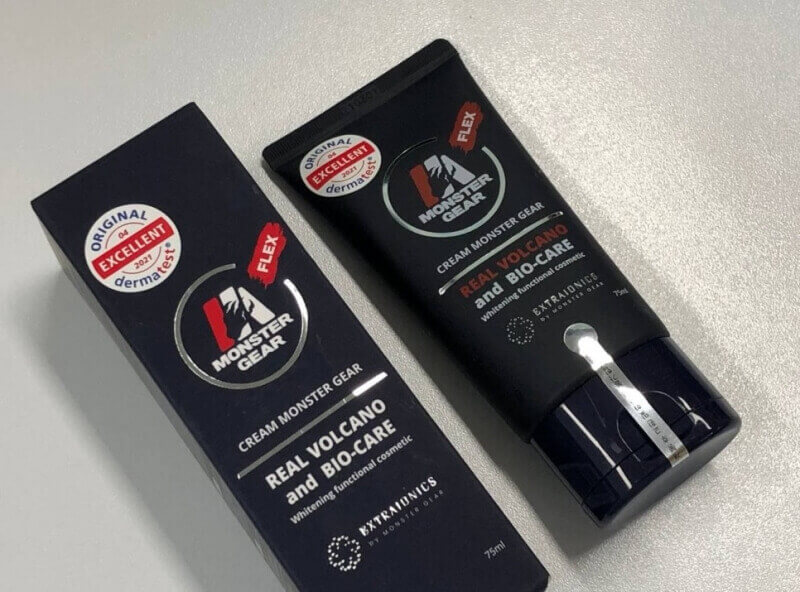 ORIGINAL
04
EXCELLENT
2021
dermatest®
FLEX
MONSTER
GEAR
CREAM MONSTER GEAR
REAL VOLCANO
and BIO-CARE
Whitening functional cosmetic
EXTRAIONICS
BY MONSTER GEAR
75ml
ORIGINAL
04
EXCELLENT
2021
dermatest®
FLEX
MONSTER
GEAR
CREAM MONSTER GEAR
REAL VOLCANO
and BIO-CARE
Whitening functional cosmetic
EXTRAIONICS
BY MONSTER GEAR
75ml